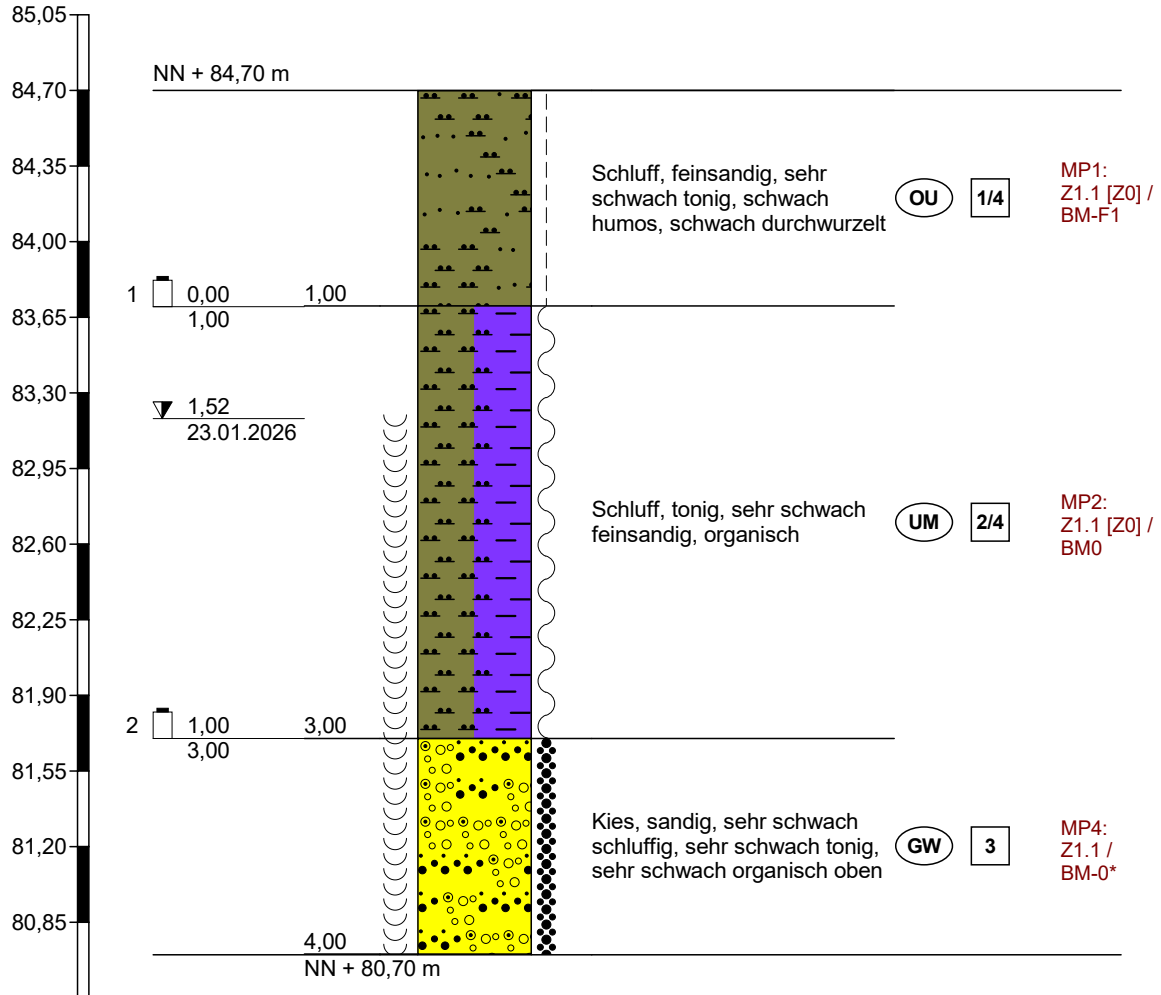 85,05
NN + 84,70 m
84,70
84,35
Schluff, feinsandig, sehr
schwach tonig, schwach
humos, schwach durchwurzelt
OU
1/4
MP1:
Z1.1 [Z0] /
BM-F1
84,00
1
0,00
1,00
1,00
83,65
83,30
1,52
23.01.2026
82,95
Schluff, tonig, sehr schwach
feinsandig, organisch
UM
2/4
MP2:
Z1.1 [Z0] /
BM0
82,60
82,25
81,90
2
1,00
3,00
3,00
81,55
Kies, sandig, sehr schwach
schluffig, sehr schwach tonig,
sehr schwach organisch oben
GW
3
MP4:
Z1.1 /
BM-0*
81,20
80,85
4,00
NN + 80,70 m